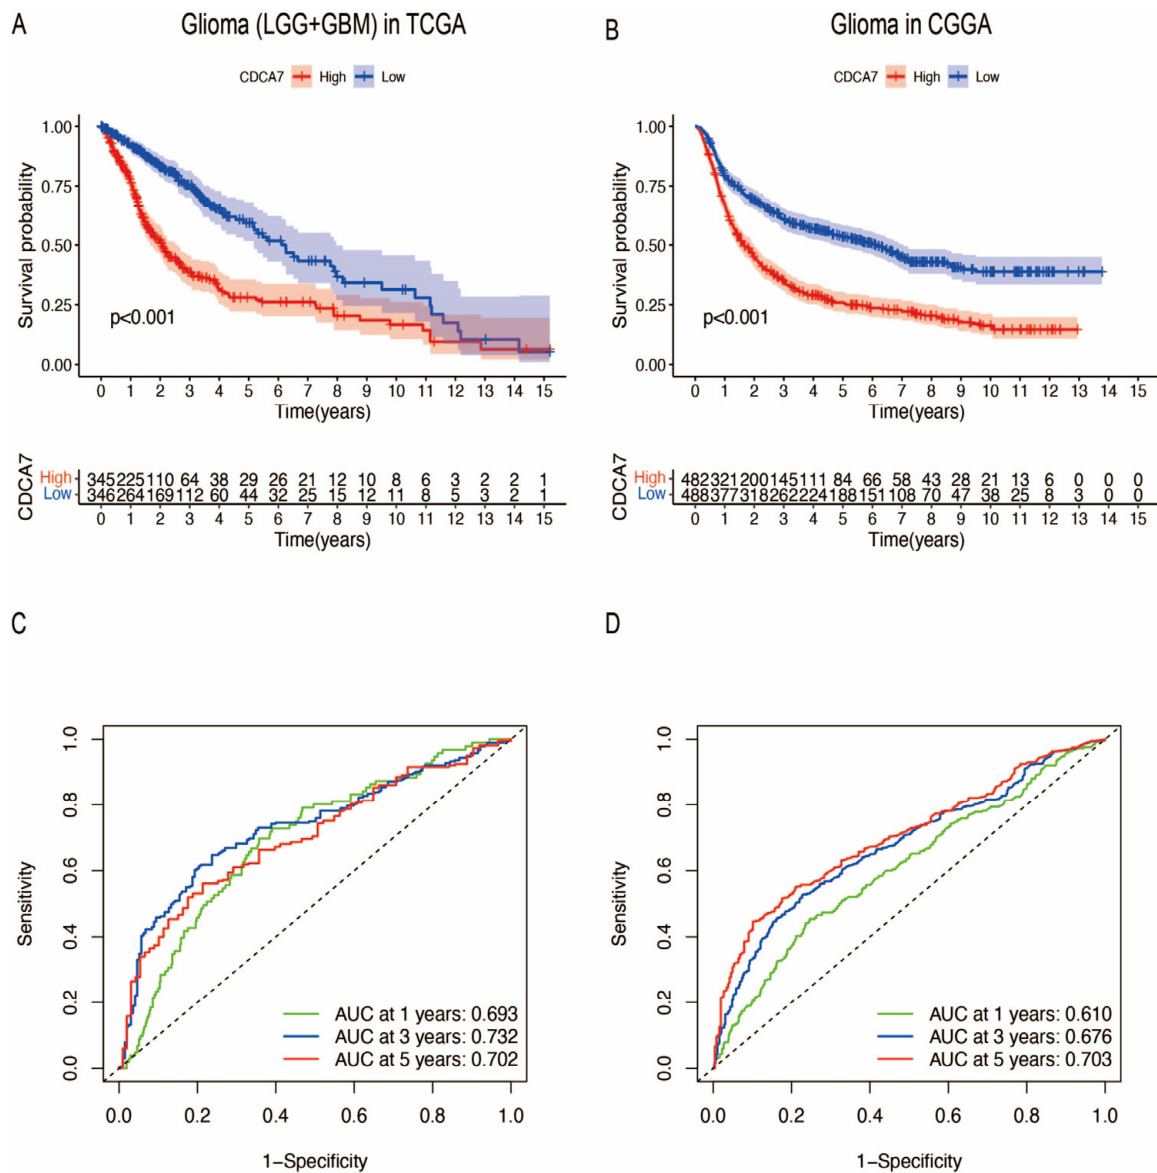 A
Glioma (LGG+GBM) in TCGA
CDCA7 High Low
Survival probability
1.00
0.75
0.50
0.25
0.00
p<0.001
0 1 2 3 4 5 6 7 8 9 10 11 12 13 14 15
Time(years)
CDCA7
High 345 225 110 64 38 29 26 21 12 10 8 6 3 2 2 1
Low 346 264 169 112 60 44 32 25 15 12 11 8 5 3 2 1
0 1 2 3 4 5 6 7 8 9 10 11 12 13 14 15
Time(years)
B
Glioma in CGGA
CDCA7 High Low
Survival probability
1.00
0.75
0.50
0.25
0.00
p<0.001
0 1 2 3 4 5 6 7 8 9 10 11 12 13 14 15
Time(years)
CDCA7
High 482 321 200 145 111 84 66 58 43 28 21 13 6 0 0 0
Low 488 377 318 262 224 188 151 108 70 47 38 25 8 3 0 0
0 1 2 3 4 5 6 7 8 9 10 11 12 13 14 15
Time(years)
C
Sensitivity
1.0
0.8
0.6
0.4
0.2
0.0
AUC at 1 years: 0.693
AUC at 3 years: 0.732
AUC at 5 years: 0.702
0.0 0.2 0.4 0.6 0.8 1.0
1−Specificity
D
Sensitivity
1.0
0.8
0.6
0.4
0.2
0.0
AUC at 1 years: 0.610
AUC at 3 years: 0.676
AUC at 5 years: 0.703
0.0 0.2 0.4 0.6 0.8 1.0
1−Specificity